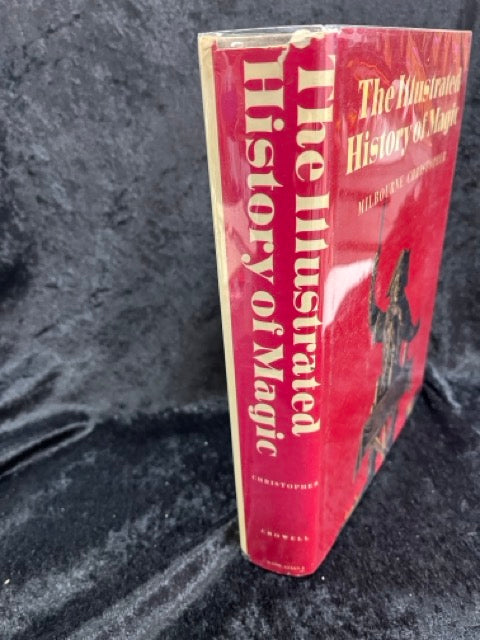 The Illustrated
History of Magic
CHRISTOPHER
CROWELL
The Illustrated
History of Magic
MILBOURNE CHRISTOPHER